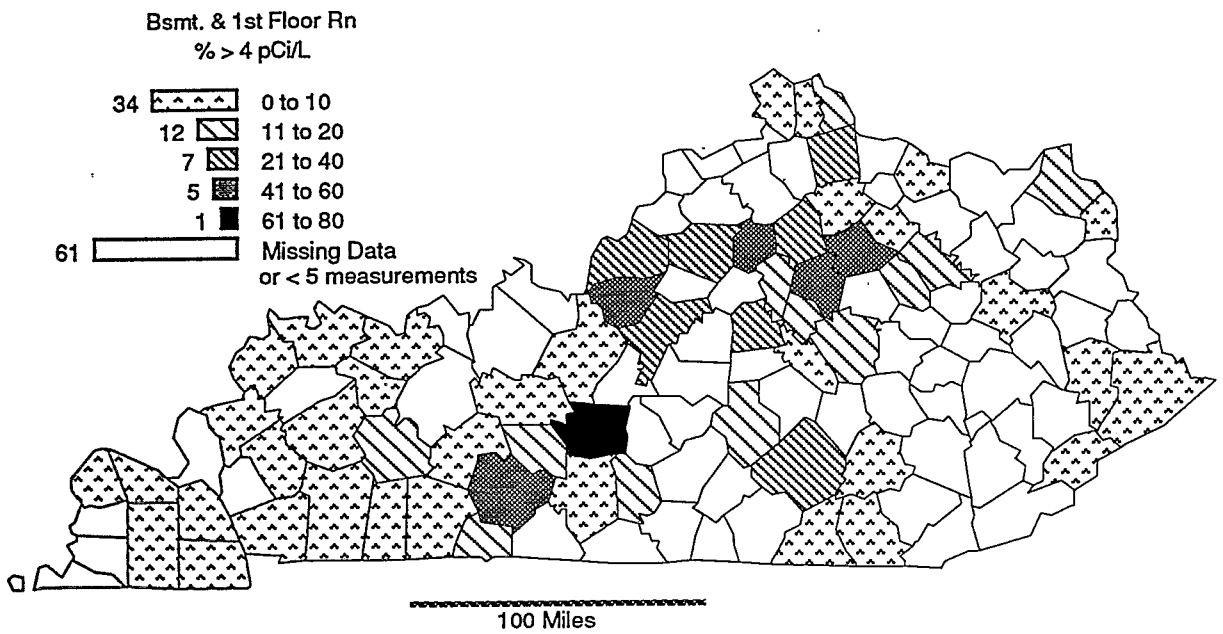 Bsmt. & 1st Floor Rn
% > 4 pCi/L
34 0 to 10
12 11 to 20
7 21 to 40
5 41 to 60
1 61 to 80
61 Missing Data
or < 5 measurements
100 Miles